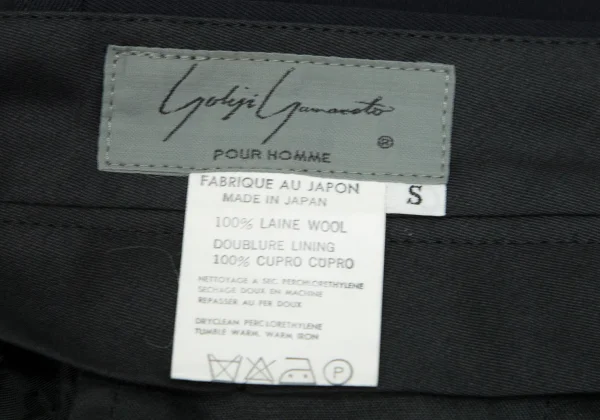 Yohji Yamamoto
®
POUR HOMME
S
FABRIQUE AU JAPON
MADE IN JAPAN
100% LAINE WOOL
DOUBLURE LINING
100% CUPRO CUPRO
NETTOYAGE A SEC PERCHLORETHYLENE
SECHAGE DOUX EN MACHINE
REPASSER AU FER DOUX
DRYCLEAN PERCLORETHYLENE
TUMBLE WARM. WARM IRON
P